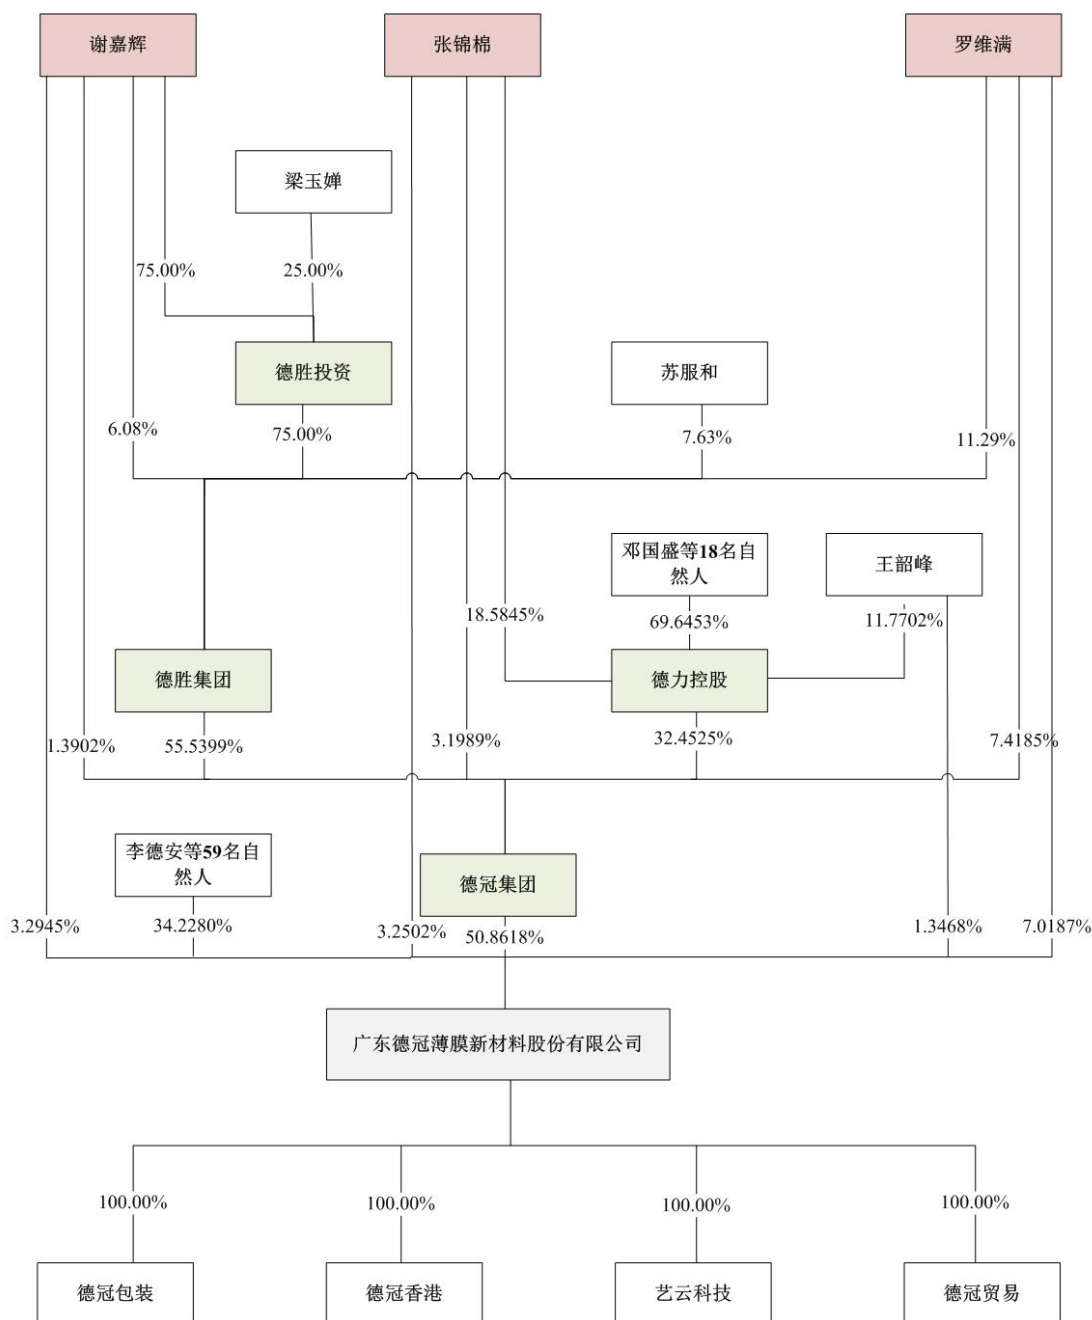 谢嘉辉
张锦棉
罗维满
梁玉婵
75.00%
25.00%
德胜投资
苏服和
6.08%
75.00%
7.63%
11.29%
邓国盛等18名自
然人
王韶峰
18.5845%
69.6453%
11.7702%
德胜集团
德力控股
1.3902%
55.5399%
3.1989%
32.4525%
7.4185%
李德安等59名自
然人
德冠集团
3.2945%
34.2280%
3.2502%
50.8618%
1.3468%
7.0187%
广东德冠薄膜新材料股份有限公司
100.00%
100.00%
100.00%
100.00%
德冠包装
德冠香港
艺云科技
德冠贸易